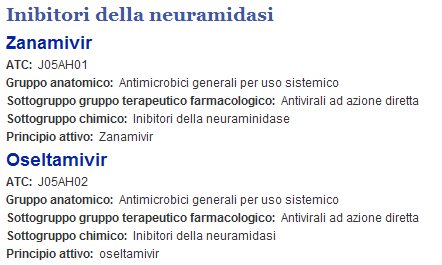 Inibitori della neuramidasi
Zanamivir
ATC: J05AH01
Gruppo anatomico: Antimicrobici generali per uso sistemico
Sottogruppo gruppo terapeutico farmacologico: Antivirali ad azione diretta
Sottogruppo chimico: Inibitori della neuraminidase
Principio attivo: Zanamivir
Oseltamivir
ATC: J05AH02
Gruppo anatomico: Antimicrobici generali per uso sistemico
Sottogruppo gruppo terapeutico farmacologico: Antivirali ad azione diretta
Sottogruppo chimico: Inibitori della neuramidasi
Principio attivo: oseltamivir